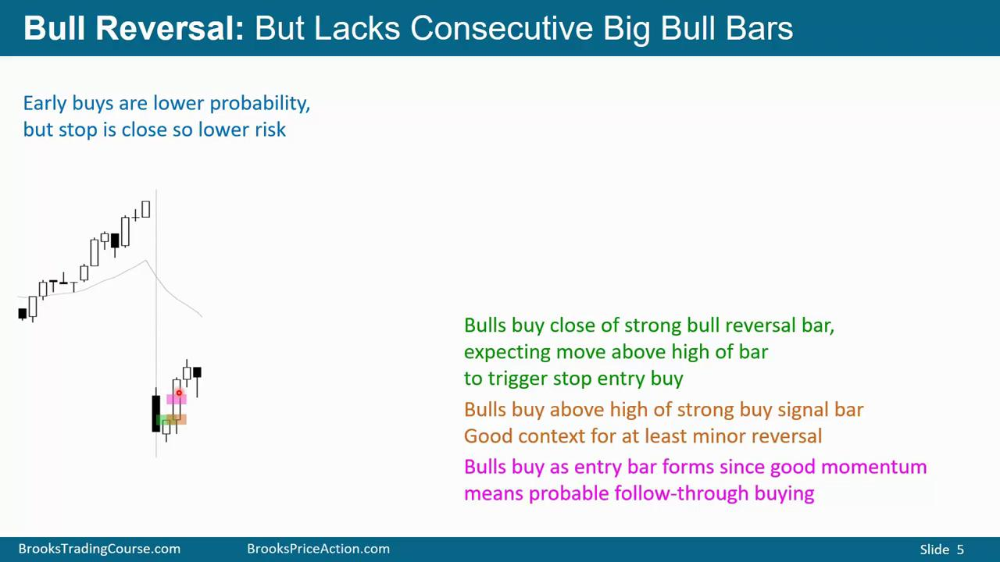 Bull Reversal: But Lacks Consecutive Big Bull Bars
Early buys are lower probability,
but stop is close so lower risk
Bulls buy close of strong bull reversal bar,
expecting move above high of bar
to trigger stop entry buy
Bulls buy above high of strong buy signal bar
Good context for at least minor reversal
Bulls buy as entry bar forms since good momentum
means probable follow-through buying
BrooksTradingCourse.com
BrooksPriceAction.com
Slide 5